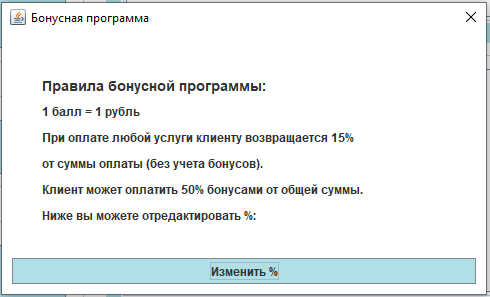 Бонусная программа
Правила бонусной программы:
1 балл = 1 рубль
При оплате любой услуги клиенту возвращается 15%
от суммы оплаты (без учета бонусов).
Клиент может оплатить 50% бонусами от общей суммы.
Ниже вы можете отредактировать %:
Изменить %